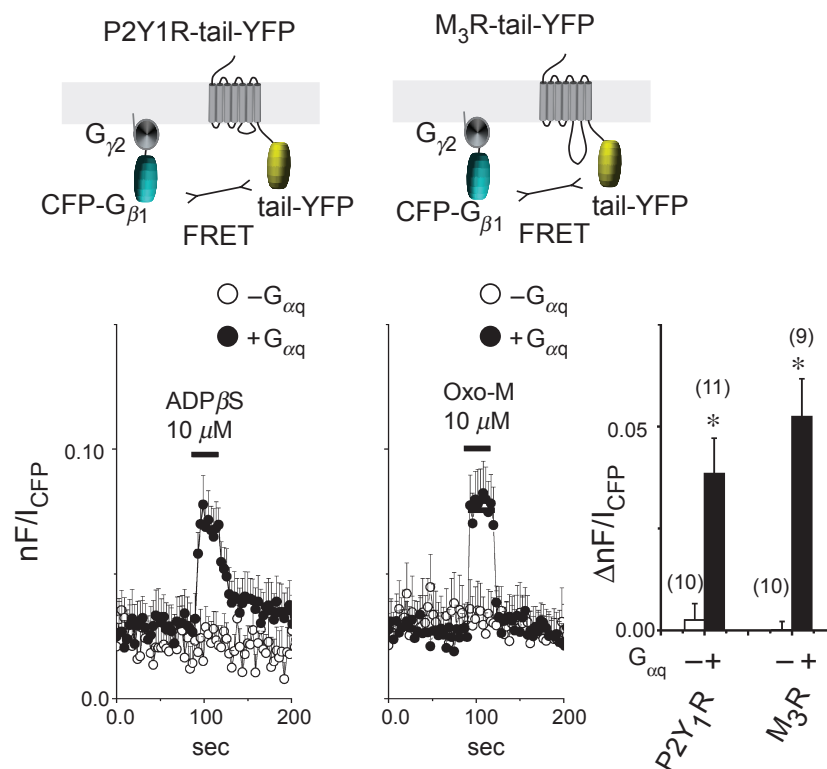 P2Y1R-tail-YFP
M3R-tail-YFP
Gγ2
CFP-Gβ1
tail-YFP
FRET
Gγ2
CFP-Gβ1
tail-YFP
FRET
–Gαq
+Gαq
ADPβS
10 μM
0.10
0.0
nF/ICFP
0.0
100
200
sec
–Gαq
+Gαq
Oxo-M
10 μM
0.0
100
200
sec
(9)
*
(11)
*
0.05
ΔnF/ICFP
(10)
(10)
0.00
Gαq
–+
–+
P2Y1R
M3R